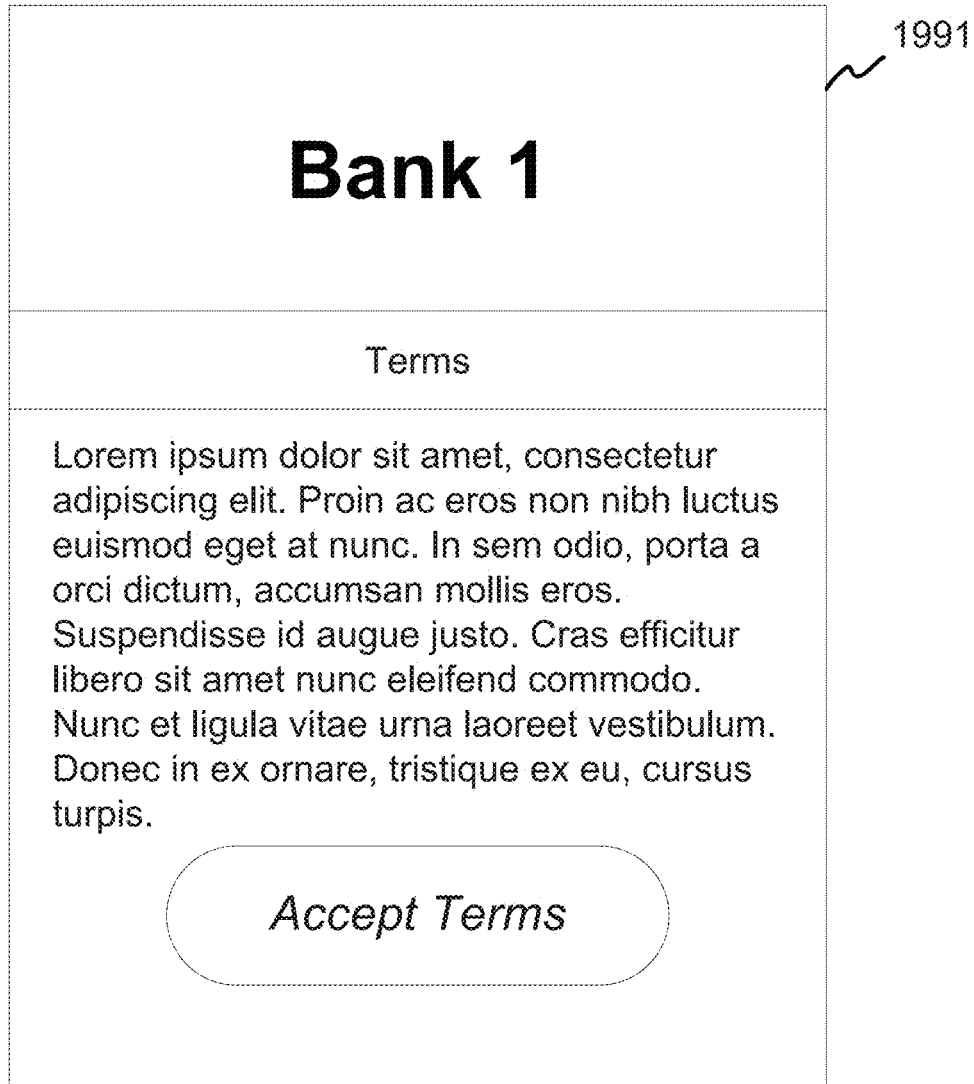 1991
Bank 1
Terms
Lorem ipsum dolor sit amet, consectetur
adipiscing elit. Proin ac eros non nibh luctus
euismod eget at nunc. In sem odio, porta a
orci dictum, accumsan mollis eros.
Suspendisse id augue justo. Cras efficitur
libero sit amet nunc eleifend commodo.
Nunc et ligula vitae urna laoreet vestibulum.
Donec in ex ornare, tristique ex eu, cursus
turpis.
Accept Terms